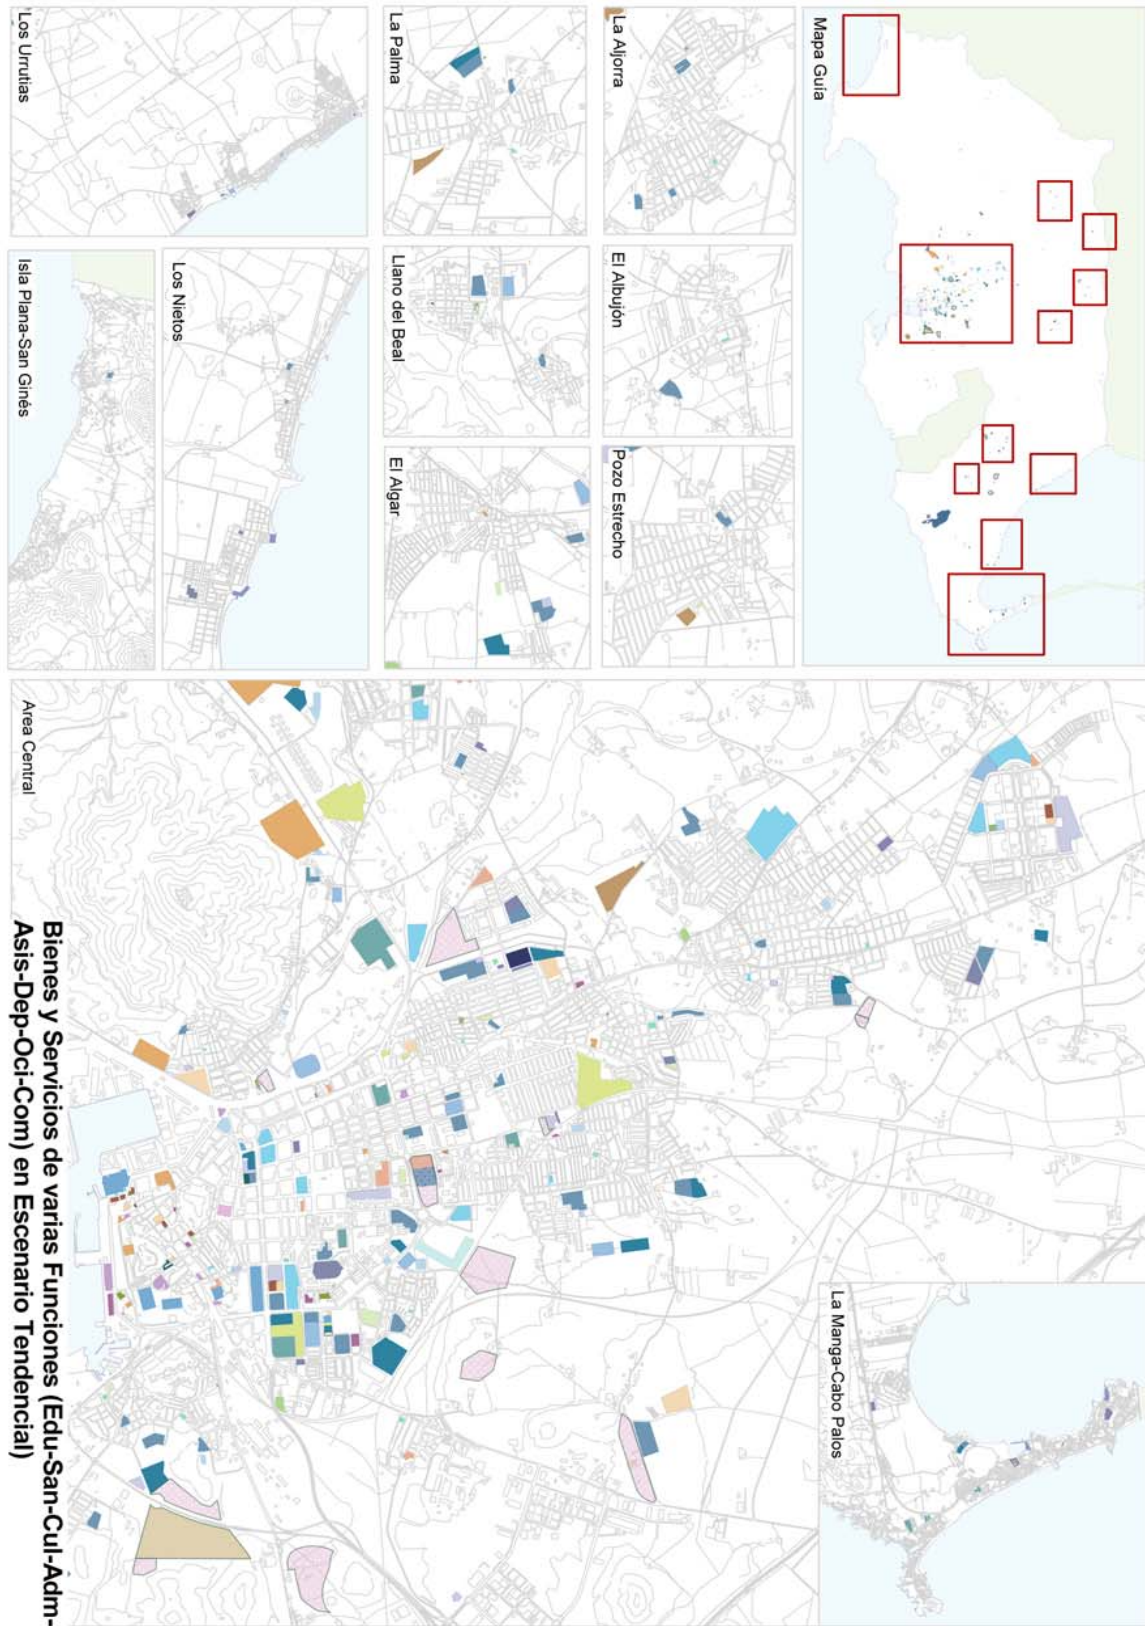 Mapa Guia
La Aljorra
La Palma
Los Urrutias
El Albujón
Llano del Beal
Los Nietos
Isla Plana-San Ginés
Pozo Estrecho
El Algar
La Manga-Cabo Palos
Area Central
Bienes y Servicios de varias Funciones (Edu-San-Cul-Adm-
Asis-Dep-Oci-Com) en Escenario Tendencial)